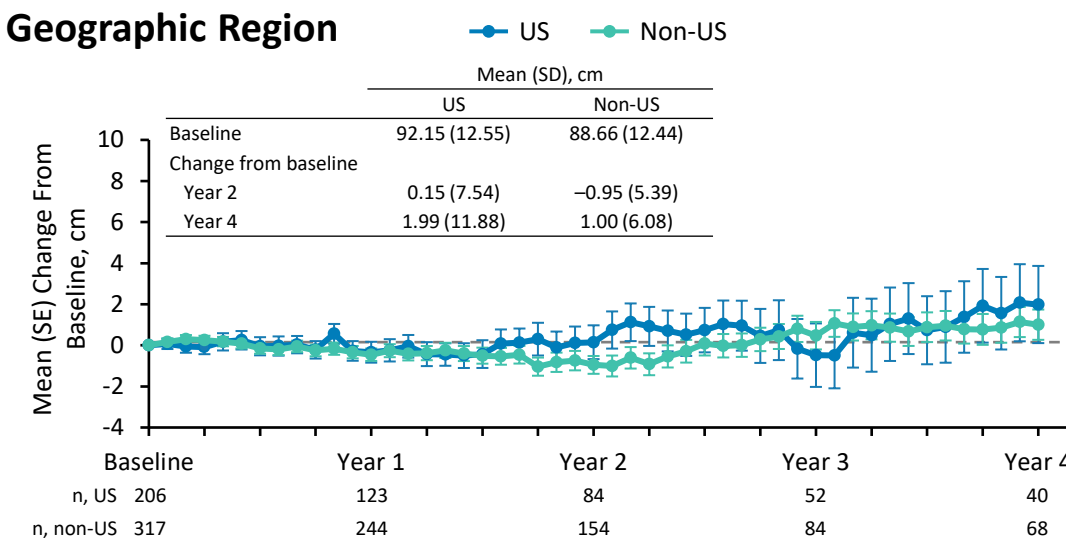 Geographic Region
US Non-US
Mean (SD), cm
US Non-US
Baseline 92.15 (12.55) 88.66 (12.44)
Change from baseline
Year 2 0.15 (7.54) –0.95 (5.39)
Year 4 1.99 (11.88) 1.00 (6.08)
Mean (SE) Change From
Baseline, cm
10
8
6
4
2
0
-2
-4
Baseline Year 1 Year 2 Year 3 Year 4
n, US 206 123 84 52 40
n, non-US 317 244 154 84 68